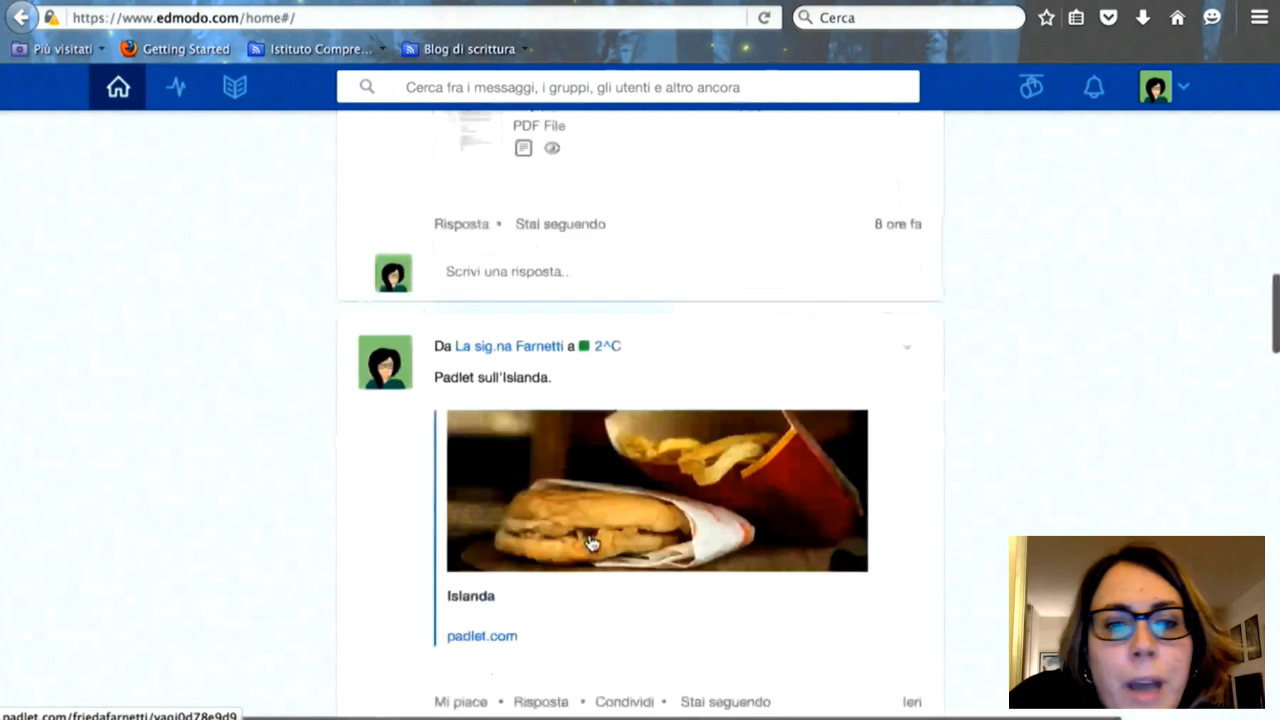 https://www.edmodo.com/home#/
Cerca
Più visitati
Getting Started
Istituto Compre...
Blog di scrittura
Cerca fra i messaggi, i gruppi, gli utenti e altro ancora
PDF File
Risposta • Stai seguendo
8 ore fa
Scrivi una risposta..
Da La sig.na Farnetti a 2^C
Padlet sull'Islanda.
Islanda
padlet.com
Mi piace • Risposta • Condividi • Stai seguendo
Ieri